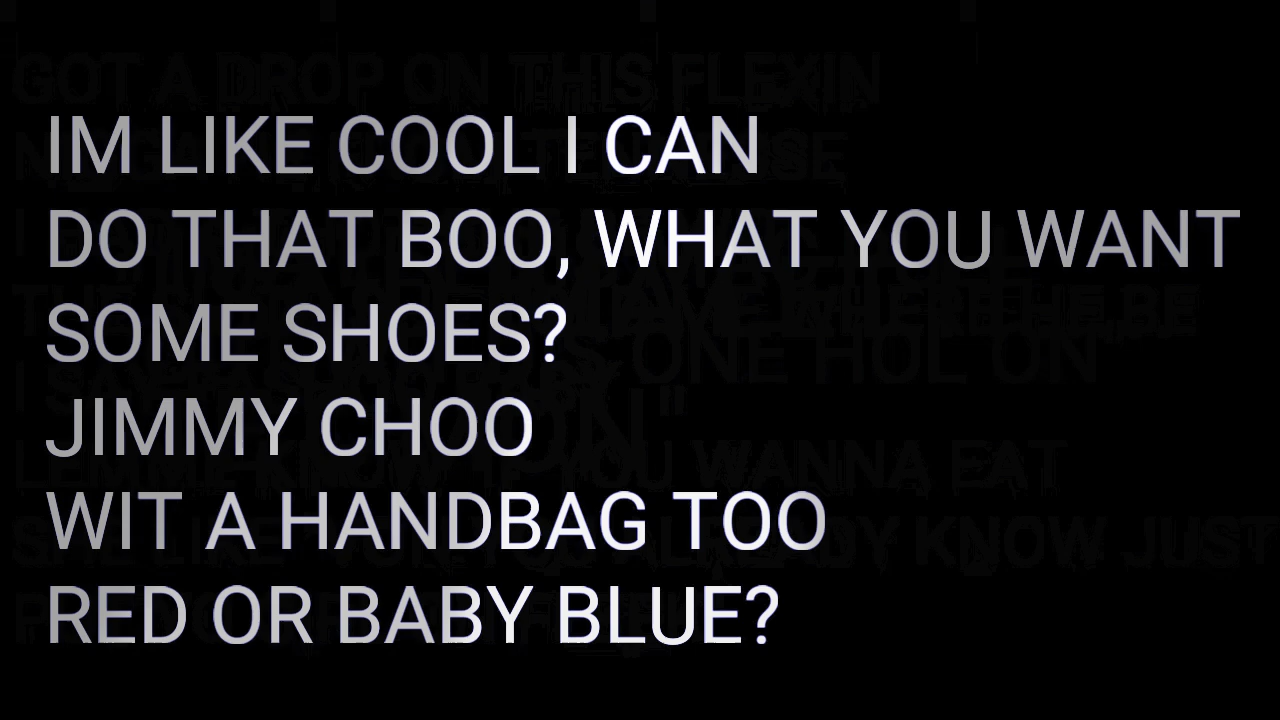 IM LIKE COOL I CAN
DO THAT BOO, WHAT YOU WANT
SOME SHOES?
JIMMY CHOO
WIT A HANDBAG TOO
RED OR BABY BLUE?